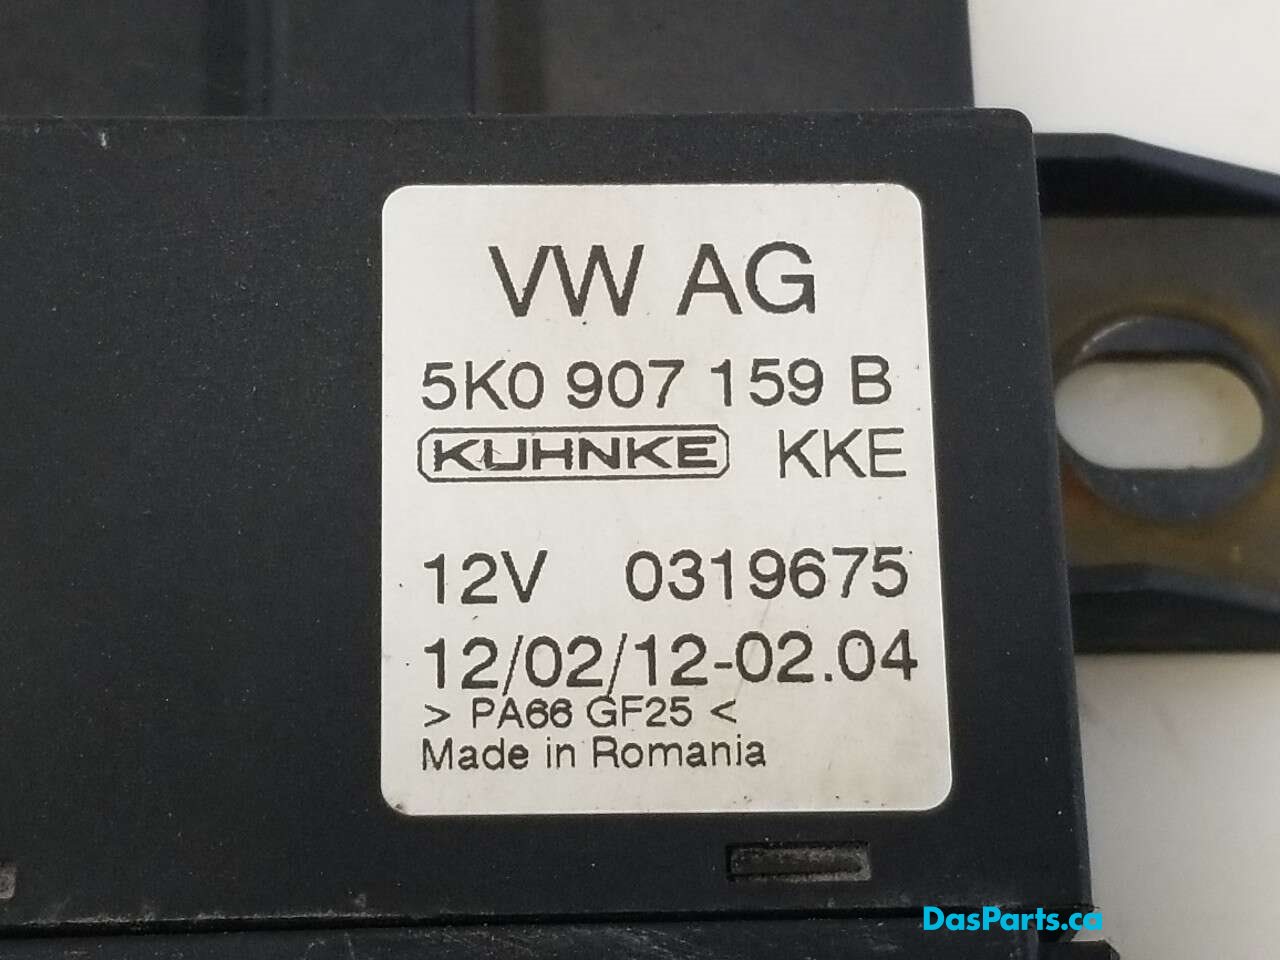 VW AG
5K0 907 159 B
KUHNKE KKE
12V 0319675
12/02/12-02.04
> PA66 GF25 <
Made in Romania
DasParts.ca